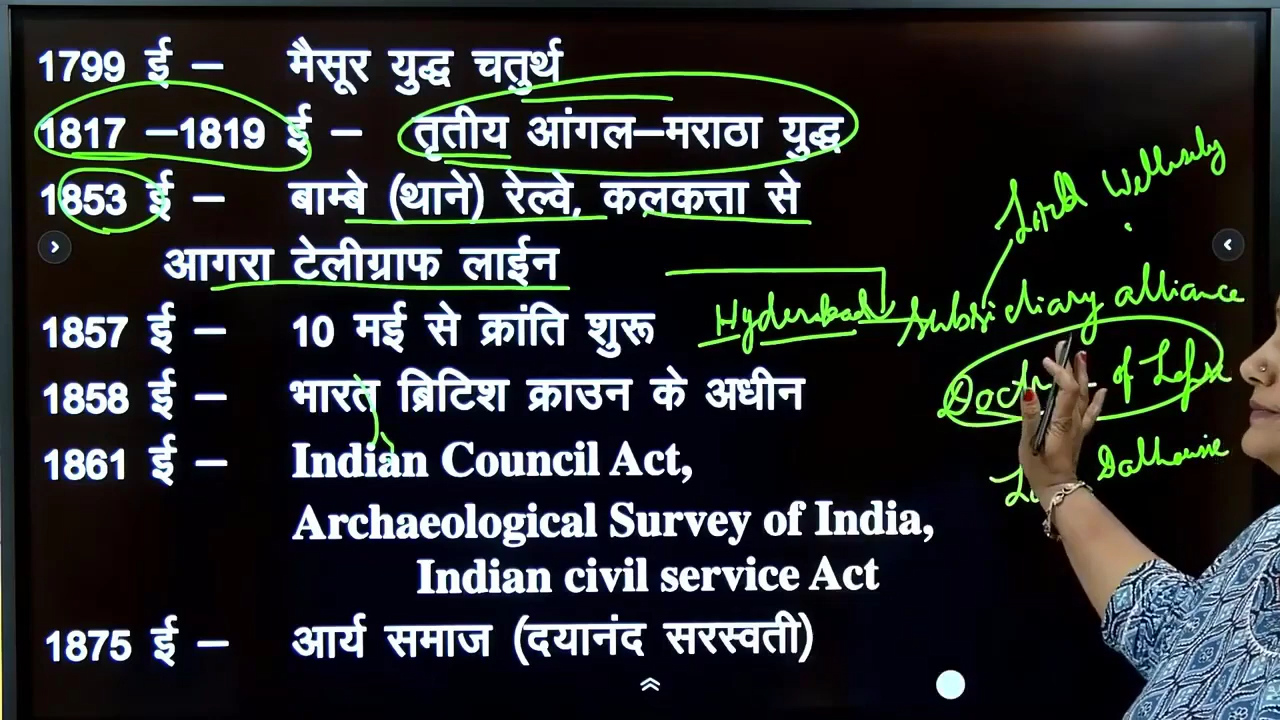 1799 ई – मैसूर युद्ध चतुर्थ
1817 –1819 ई – तृतीय आंगल–मराठा युद्ध
1853 ई – बाम्बे (थाने) रेल्वे, कलकत्ता से
आगरा टेलीग्राफ लाईन
1857 ई – 10 मई से क्रांति शुरू
1858 ई – भारत ब्रिटिश क्राउन के अधीन
1861 ई – Indian Council Act,
Archaeological Survey of India,
Indian civil service Act
1875 ई – आर्य समाज (दयानंद सरस्वती)
Lord Wellesely
Hyderabad Subsidiary alliance
of
Dalhousie